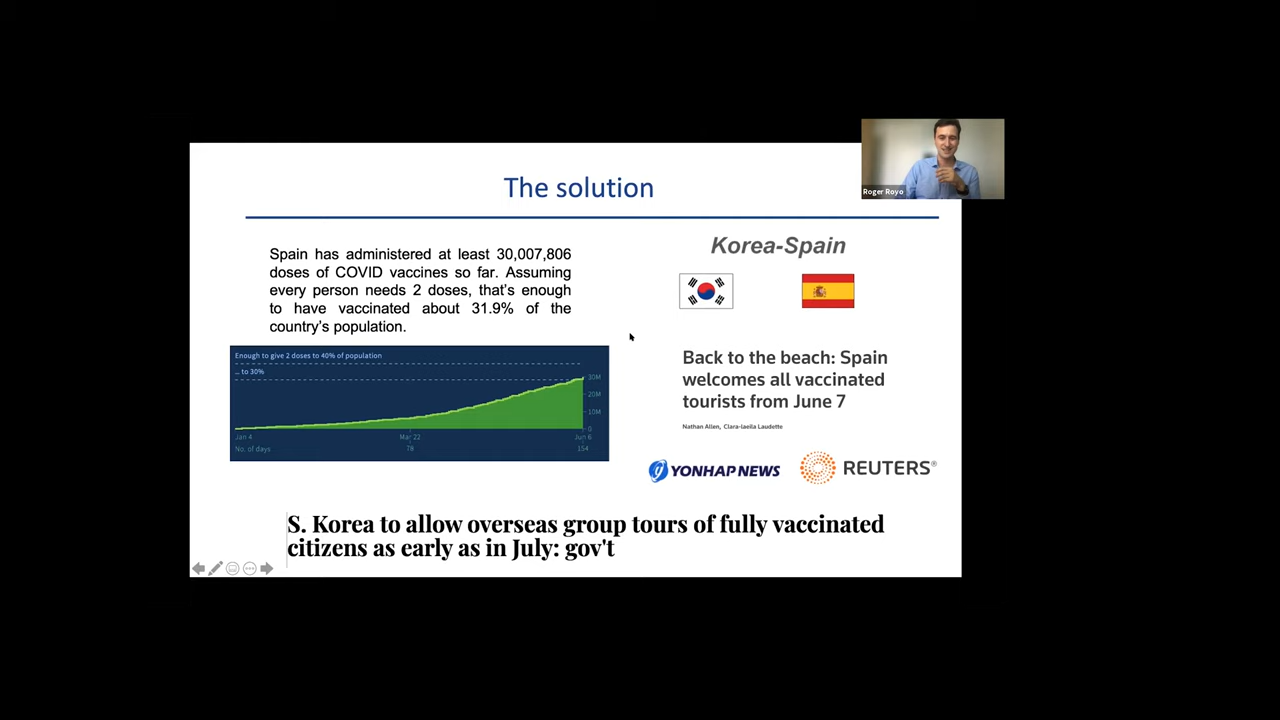 The solution
Roger Royo
Spain has administered at least 30,007,806
doses of COVID vaccines so far. Assuming
every person needs 2 doses, that's enough
to have vaccinated about 31.9% of the
country's population.
Enough to give 2 doses to 40% of population
... to 30%
30M
20M
10M
0
Jan 4 Mar 22 Jun 6
No. of days 78 154
Korea-Spain
Back to the beach: Spain
welcomes all vaccinated
tourists from June 7
Nathan Allen, Clara-laeila Laudette
YONHAP NEWS
REUTERS®
S. Korea to allow overseas group tours of fully vaccinated
citizens as early as in July: gov't